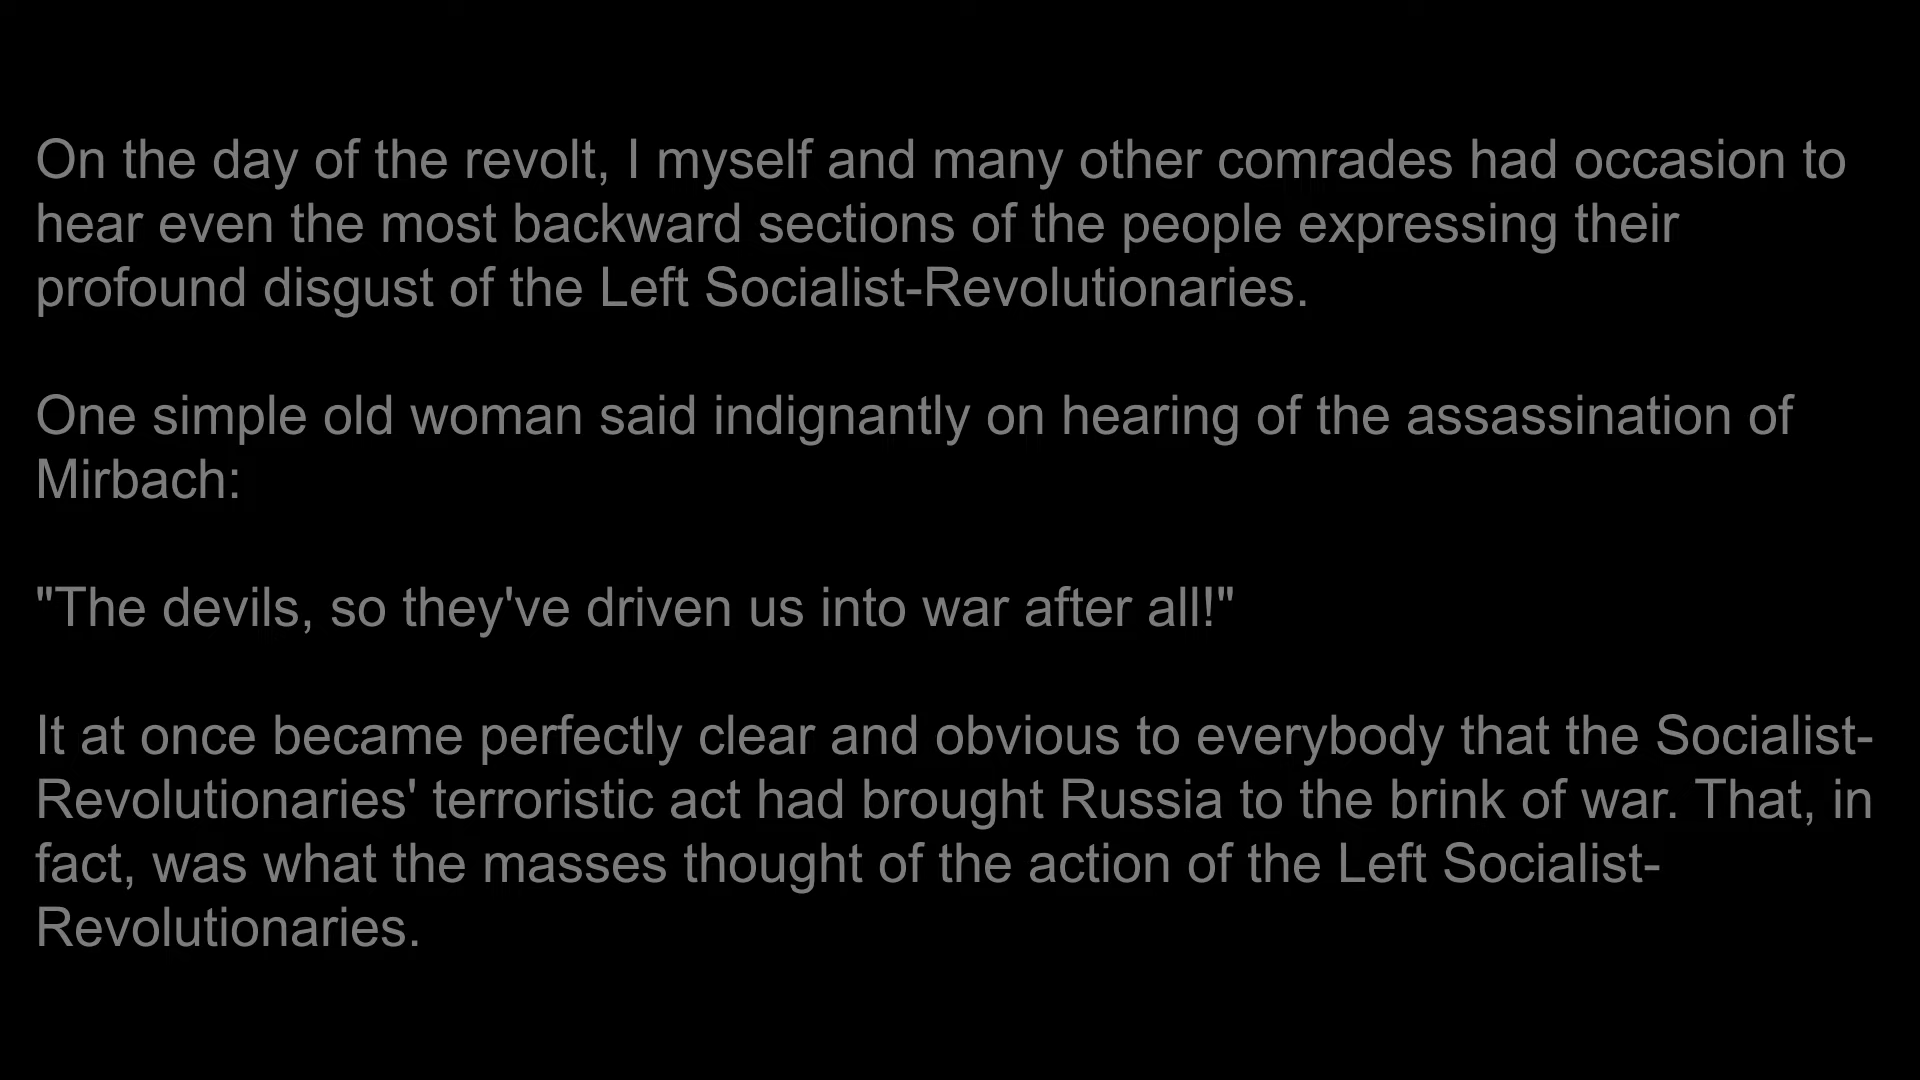 On the day of the revolt, I myself and many other comrades had occasion to
hear even the most backward sections of the people expressing their
profound disgust of the Left Socialist-Revolutionaries.
One simple old woman said indignantly on hearing of the assassination of
Mirbach:
"The devils, so they've driven us into war after all!"
It at once became perfectly clear and obvious to everybody that the Socialist-
Revolutionaries' terroristic act had brought Russia to the brink of war. That, in
fact, was what the masses thought of the action of the Left Socialist-
Revolutionaries.